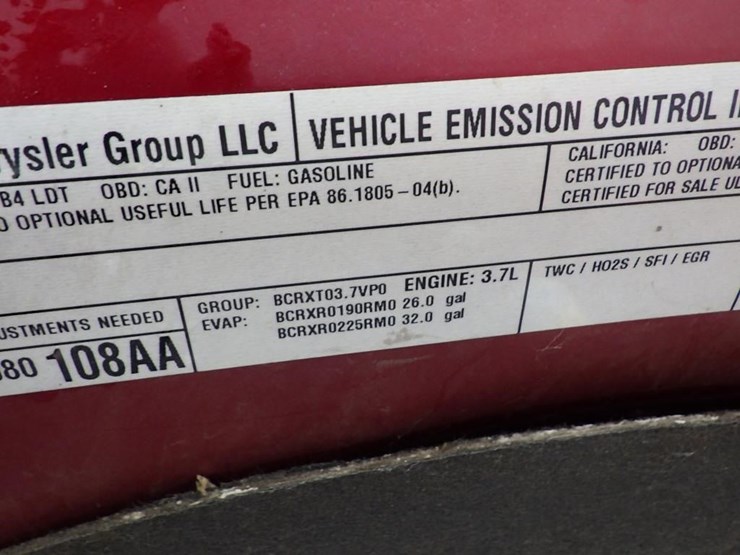 ysler Group LLC VEHICLE EMISSION CONTROL
B4 LDT OBD: CA II FUEL: GASOLINE
OPTIONAL USEFUL LIFE PER EPA 86.1805-04(b).
CALIFORNIA: OBD:
CERTIFIED TO OPTIONA
CERTIFIED FOR SALE
USTMENTS NEEDED
80 108AA
GROUP: BCRXT03.7VP0 ENGINE: 3.7L
EVAP: BCRXR0190RM0 26.0 gal
BCRXR0225RM0 32.0 gal
TWC / HO2S / SFI / EGR